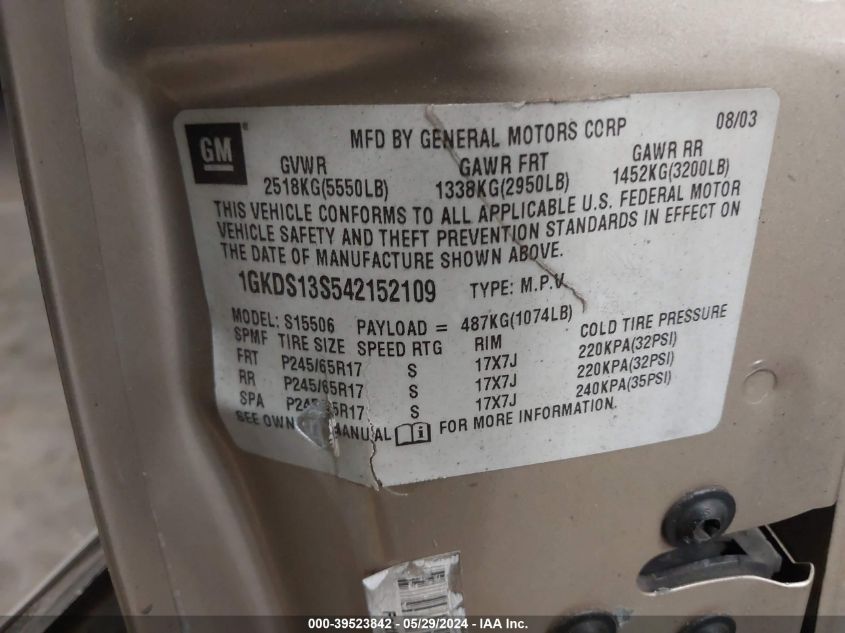 GM
MFD BY GENERAL MOTORS CORP 08/03
GVWR GAWR FRT GAWR RR
2518KG(5550LB) 1338KG(2950LB) 1452KG(3200LB)
THIS VEHICLE CONFORMS TO ALL APPLICABLE U.S. FEDERAL MOTOR
VEHICLE SAFETY AND THEFT PREVENTION STANDARDS IN EFFECT ON
THE DATE OF MANUFACTURE SHOWN ABOVE.
1GKDS13S542152109 TYPE: M.P.V.
MODEL: S15506 PAYLOAD = 487KG(1074LB)
SPMF TIRE SIZE SPEED RTG RIM COLD TIRE PRESSURE
FRT P245/65R17 S 17X7J 220KPA(32PSI)
RR P245/65R17 S 17X7J 220KPA(32PSI)
SPA P245/65R17 S 17X7J 240KPA(35PSI)
SEE MANUAL FOR MORE INFORMATION.
000-39523842 / 05/29/2024 - IAA Inc.